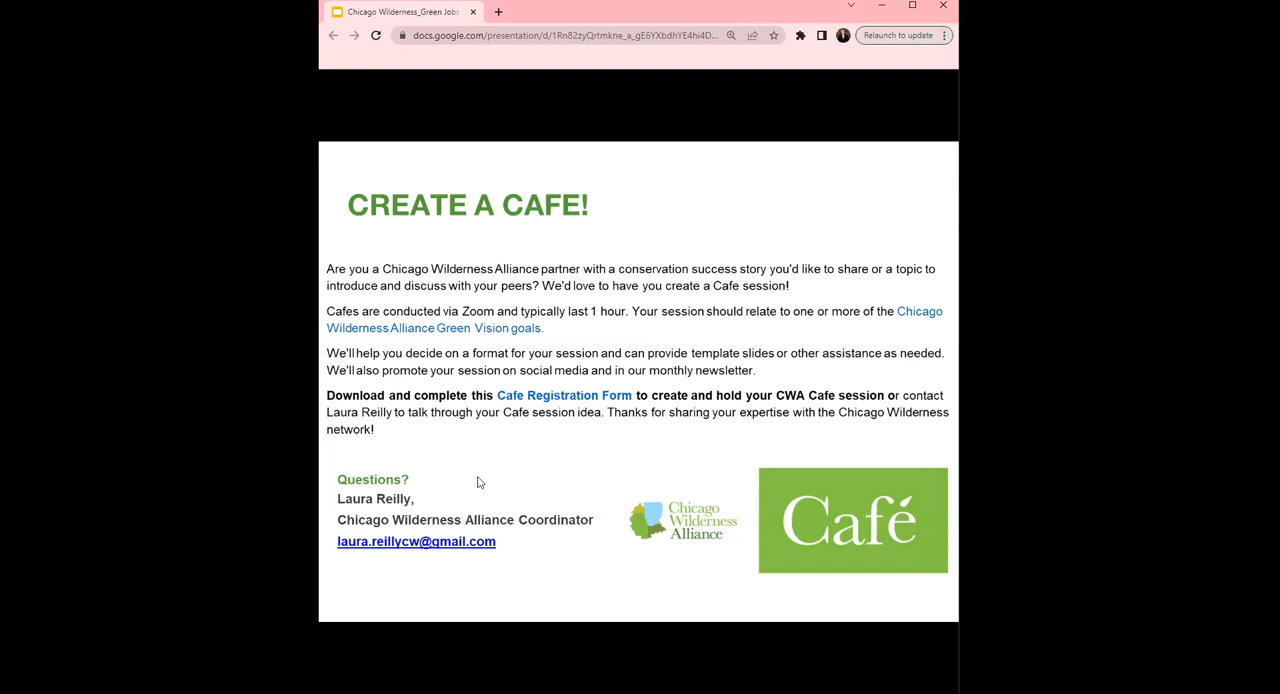 Chicago Wilderness_Green Jobs
docs.google.com/presentation/d/1Rn82zyQrtmkne_a_gE6YXbdhYE4hi4D...
Relaunch to update
CREATE A CAFE!
Are you a Chicago Wilderness Alliance partner with a conservation success story you'd like to share or a topic to
introduce and discuss with your peers? We'd love to have you create a Cafe session!
Cafes are conducted via Zoom and typically last 1 hour. Your session should relate to one or more of the Chicago
Wilderness Alliance Green Vision goals.
We'll help you decide on a format for your session and can provide template slides or other assistance as needed.
We'll also promote your session on social media and in our monthly newsletter.
Download and complete this Cafe Registration Form to create and hold your CWA Cafe session or contact
Laura Reilly to talk through your Cafe session idea. Thanks for sharing your expertise with the Chicago Wilderness
network!
Questions?
Laura Reilly,
Chicago Wilderness Alliance Coordinator
laura.reillycw@gmail.com
Chicago
Wilderness
Alliance
Café